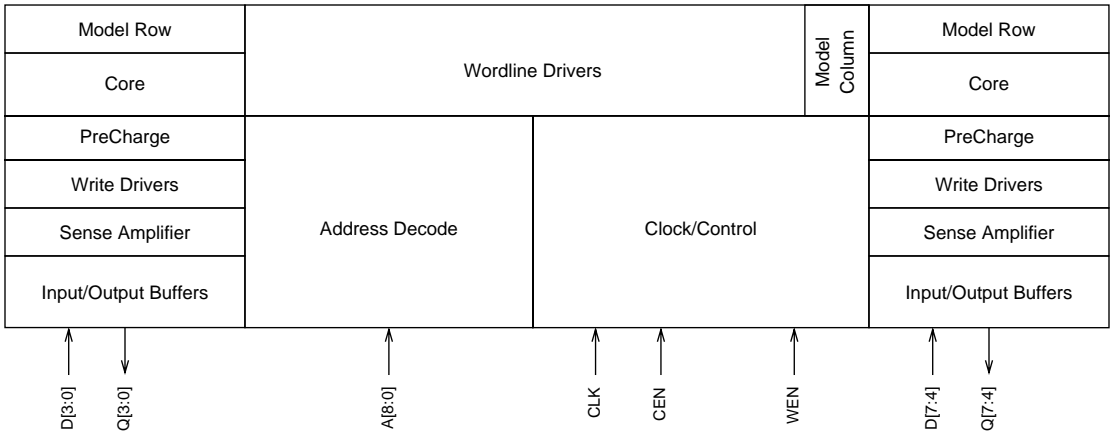 Model Row
Core
PreCharge
Write Drivers
Sense Amplifier
Input/Output Buffers
Wordline Drivers
Model
Column
Address Decode
Clock/Control
Model Row
Core
PreCharge
Write Drivers
Sense Amplifier
Input/Output Buffers
D[3:0]
Q[3:0]
A[8:0]
CLK
CEN
WEN
D[7:4]
Q[7:4]